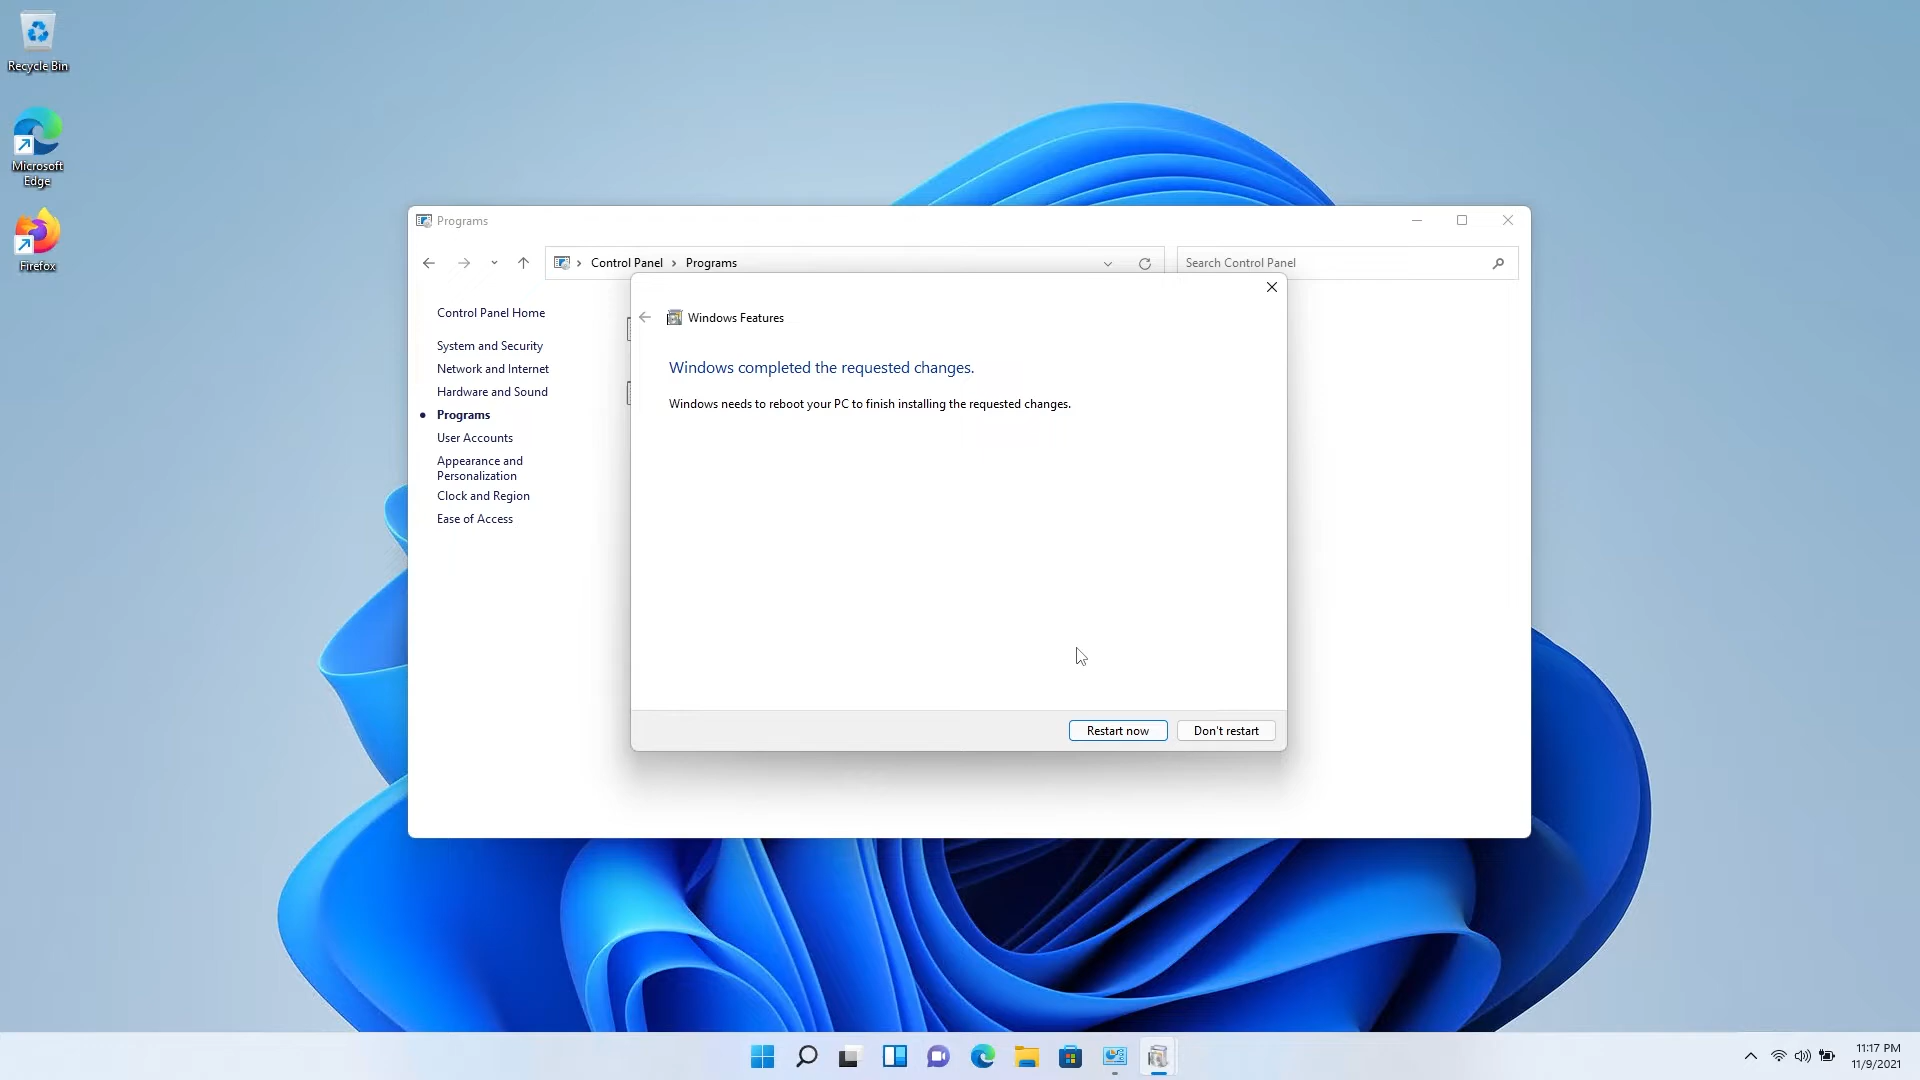 Recycle Bin
Microsoft
Edge
Firefox
Programs
Control Panel
Programs
Search Control Panel
Control Panel Home
System and Security
Network and Internet
Hardware and Sound
Programs
User Accounts
Appearance and
Personalization
Clock and Region
Ease of Access
Windows Features
Windows completed the requested changes.
Windows needs to reboot your PC to finish installing the requested changes.
Restart now
Don't restart
11:17 PM
11/9/2021